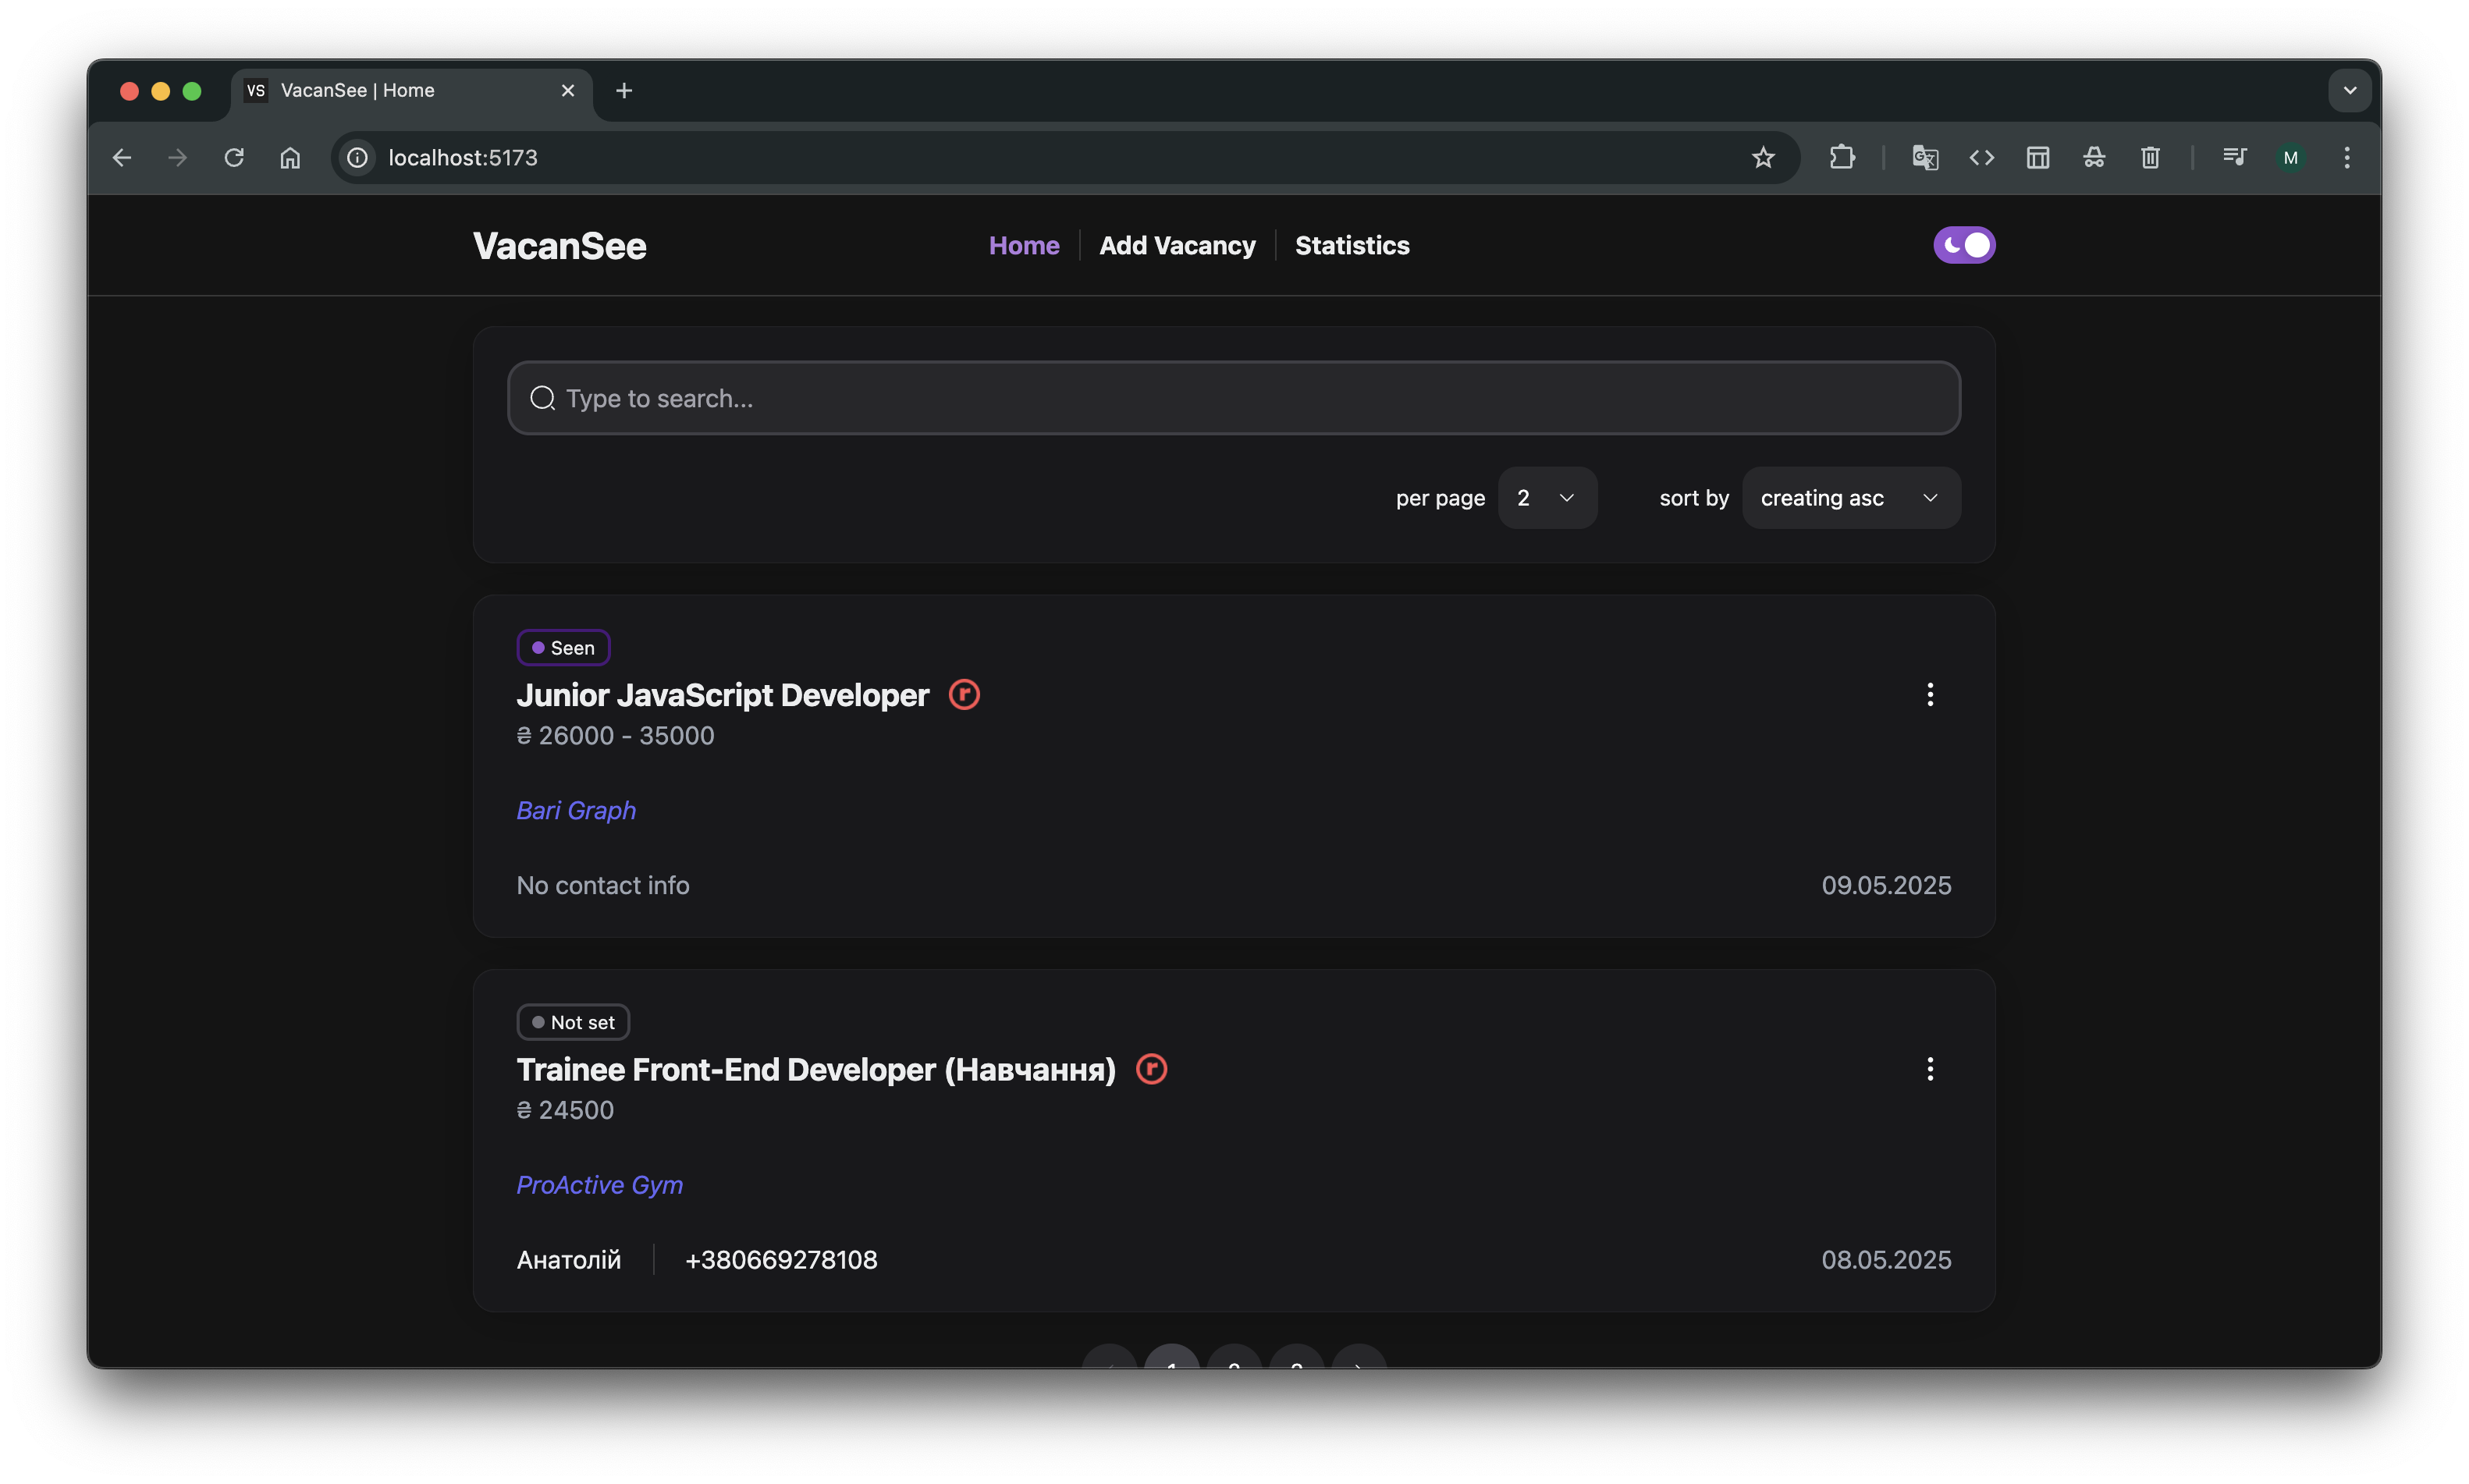 VS VacanSee | Home
localhost:5173
M
VacanSee
Home
Add Vacancy
Statistics
Type to search...
per page 2 sort by creating asc
Seen
Junior JavaScript Developer r
₴ 26000 - 35000
Bari Graph
No contact info 09.05.2025
Not set
Trainee Front-End Developer (Навчання) r
₴ 24500
ProActive Gym
Анатолій +380669278108 08.05.2025